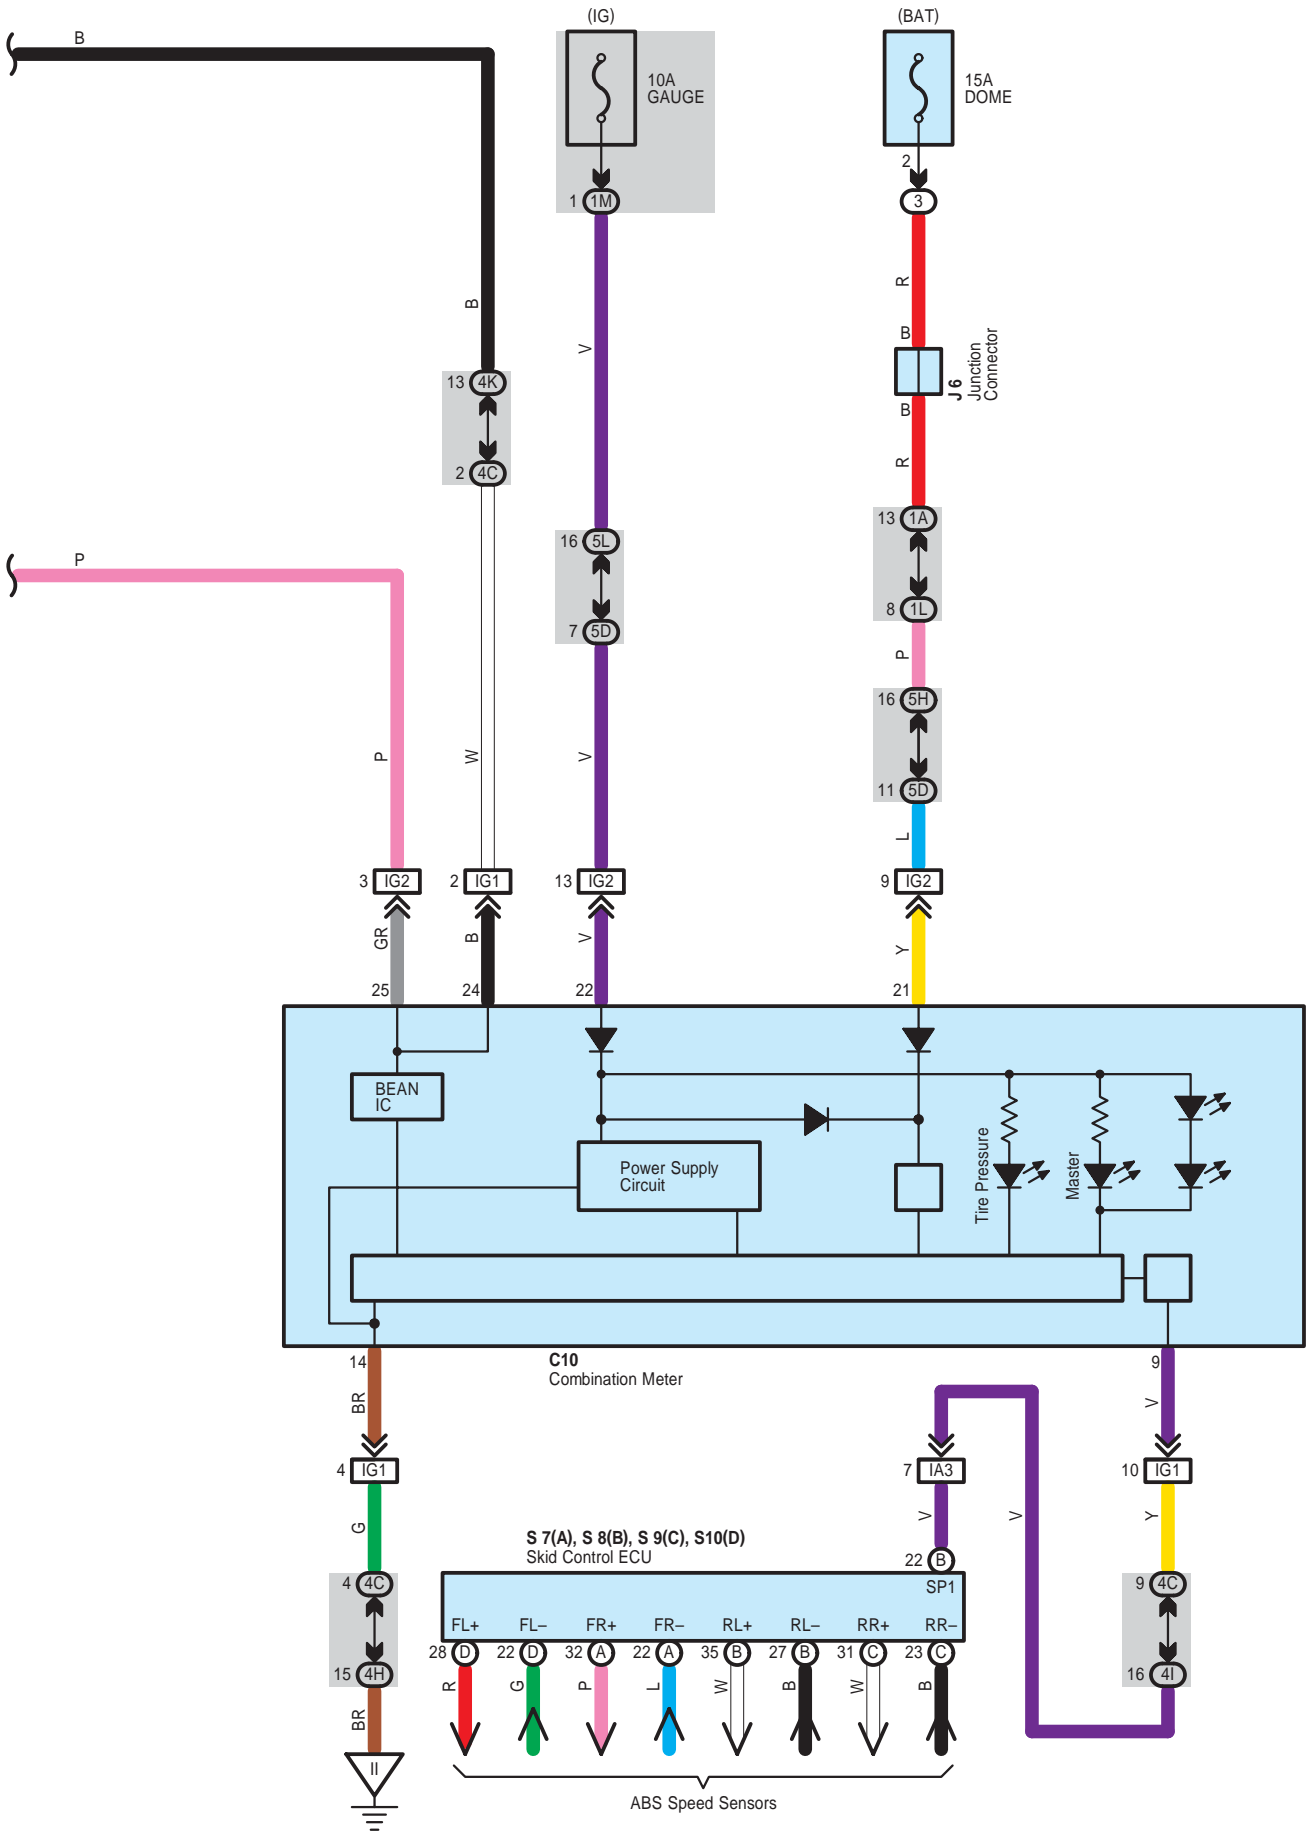 (IG)
(BAT)
B
10A
GAUGE
15A
DOME
2
1 1M
3
B
R
V
B
J 6
Junction
Connector
13 4K
B
R
2 4C
13 1A
16 5L
P
8 1L
7 5D
P
16 5H
P
W
V
11 5D
L
3 IG2
2 IG1
13 IG2
9 IG2
GR
B
V
Y
25
24
22
21
BEAN
IC
Power Supply
Circuit
Tire Pressure
Master
14
C10
Combination Meter
9
BR
V
4 IG1
7 IA3
10 IG1
G
V
V
Y
S 7(A), S 8(B), S 9(C), S10(D)
Skid Control ECU
22 B
SP1
4 4C
9 4C
FL+
FL–
FR+
FR–
RL+
RL–
RR+
RR–
28 D
22 D
32 A
22 A
35 B
27 B
31 C
23 C
15 4H
16 4I
R
G
P
L
W
B
W
B
BR
II
ABS Speed Sensors